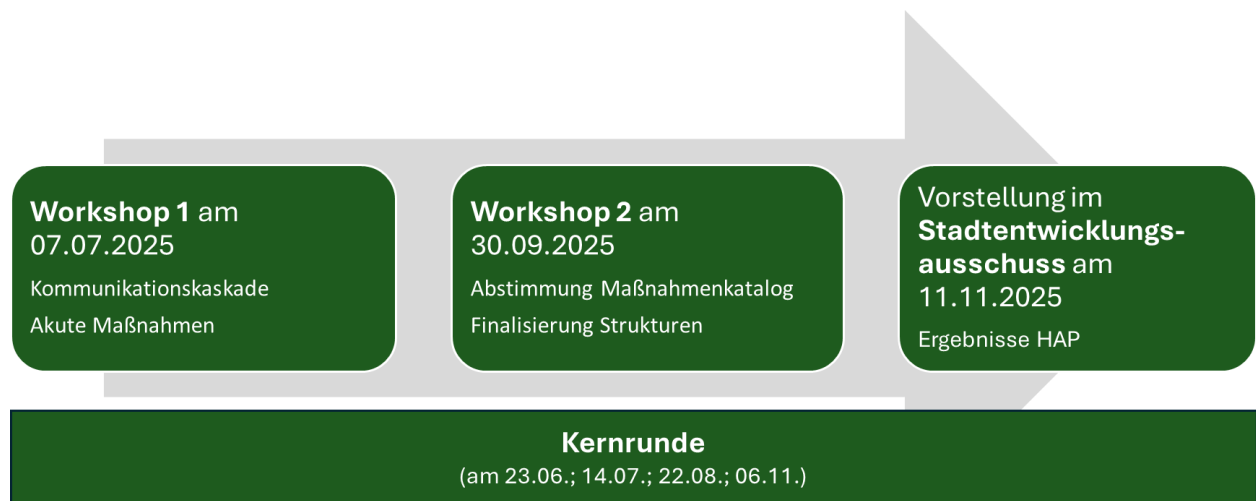 Workshop 1 am
07.07.2025
Kommunikationskaskade
Akute Maßnahmen
Workshop 2 am
30.09.2025
Abstimmung Maßnahmenkatalog
Finalisierung Strukturen
Vorstellung im
Stadtentwicklungs-
ausschuss am
11.11.2025
Ergebnisse HAP
Kernrunde
(am 23.06.; 14.07.; 22.08.; 06.11.)